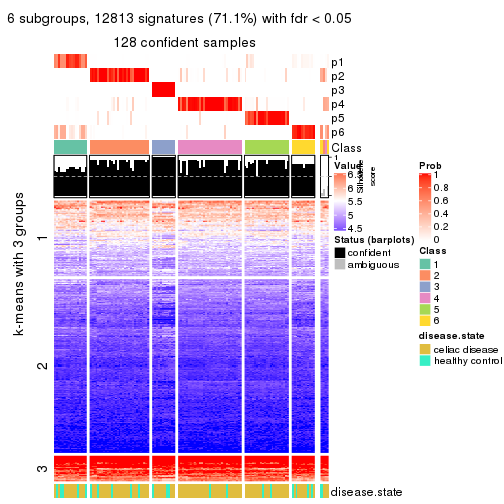 6 subgroups, 12813 signatures (71.1%) with fdr < 0.05
128 confident samples
p1
p2
p3
p4
p5
p6
Class
1
Silhouette
score
Value
6.5
6
5.5
5
4.5
Status (barplots)
confident
ambiguous
Prob
1
0.8
0.6
0.4
0.2
0
Class
1
2
3
4
5
6
disease.state
celiac disease
healthy control
k-means with 3 groups
1
2
3
disease.state